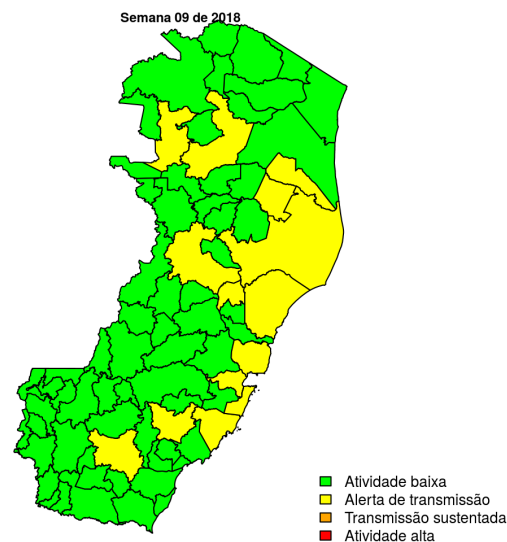 Semana 09 de 2018
Atividade baixa
Alerta de transmissão
Transmissão sustentada
Atividade alta